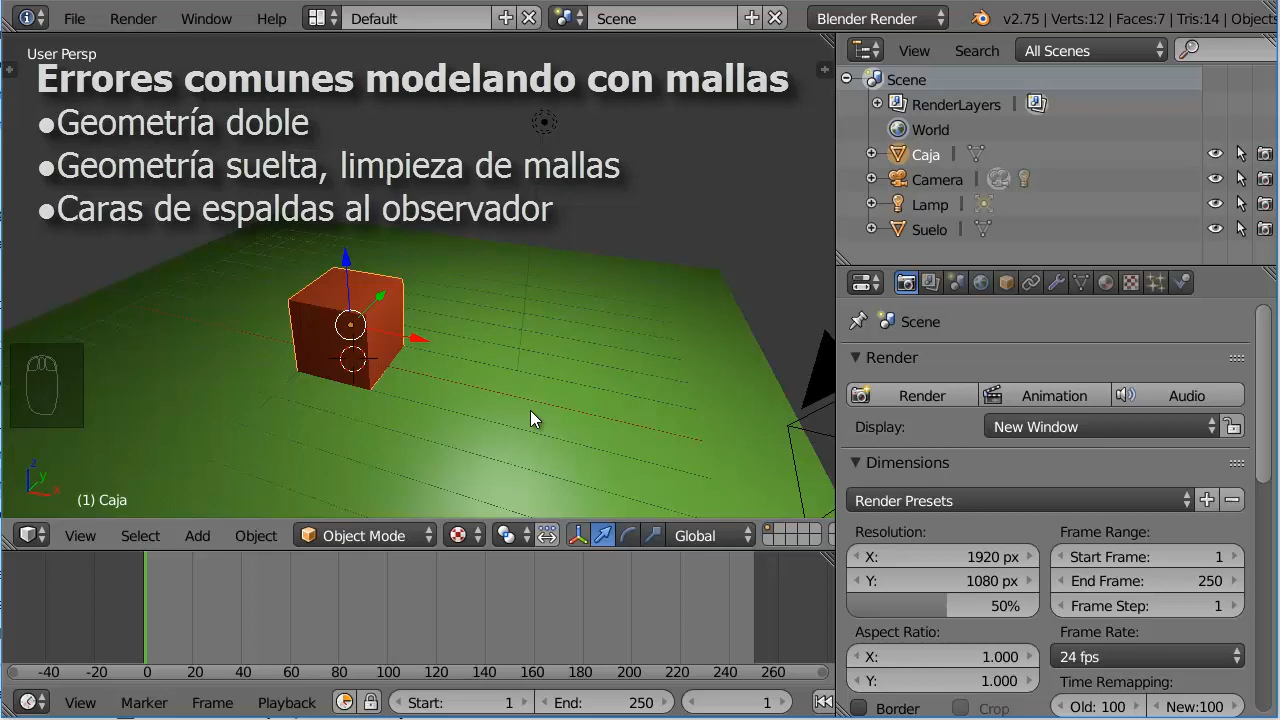 File Render Window Help Default Scene Blender Render v2.75 | Verts:12 | Faces:7 | Tris:14 | Objects
User Persp
Errores comunes modelando con mallas
●Geometría doble
●Geometría suelta, limpieza de mallas
●Caras de espaldas al observador
z
y
x
(1) Caja
View Select Add Object Object Mode Global
-40 -20 0 20 40 60 80 100 120 140 160 180 200 220 240 260
View Marker Frame Playback Start: 1 End: 250 1
View Search All Scenes
Scene
RenderLayers
World
Caja
Camera
Lamp
Suelo
Scene
Render
Render Animation Audio
Display: New Window
Dimensions
Render Presets
Resolution: Frame Range:
X: 1920 px Start Frame: 1
Y: 1080 px End Frame: 250
50% Frame Step: 1
Aspect Ratio: Frame Rate:
X: 1.000 24 fps
Y: 1.000 Time Remapping:
Border Crop Old: 100 New:100